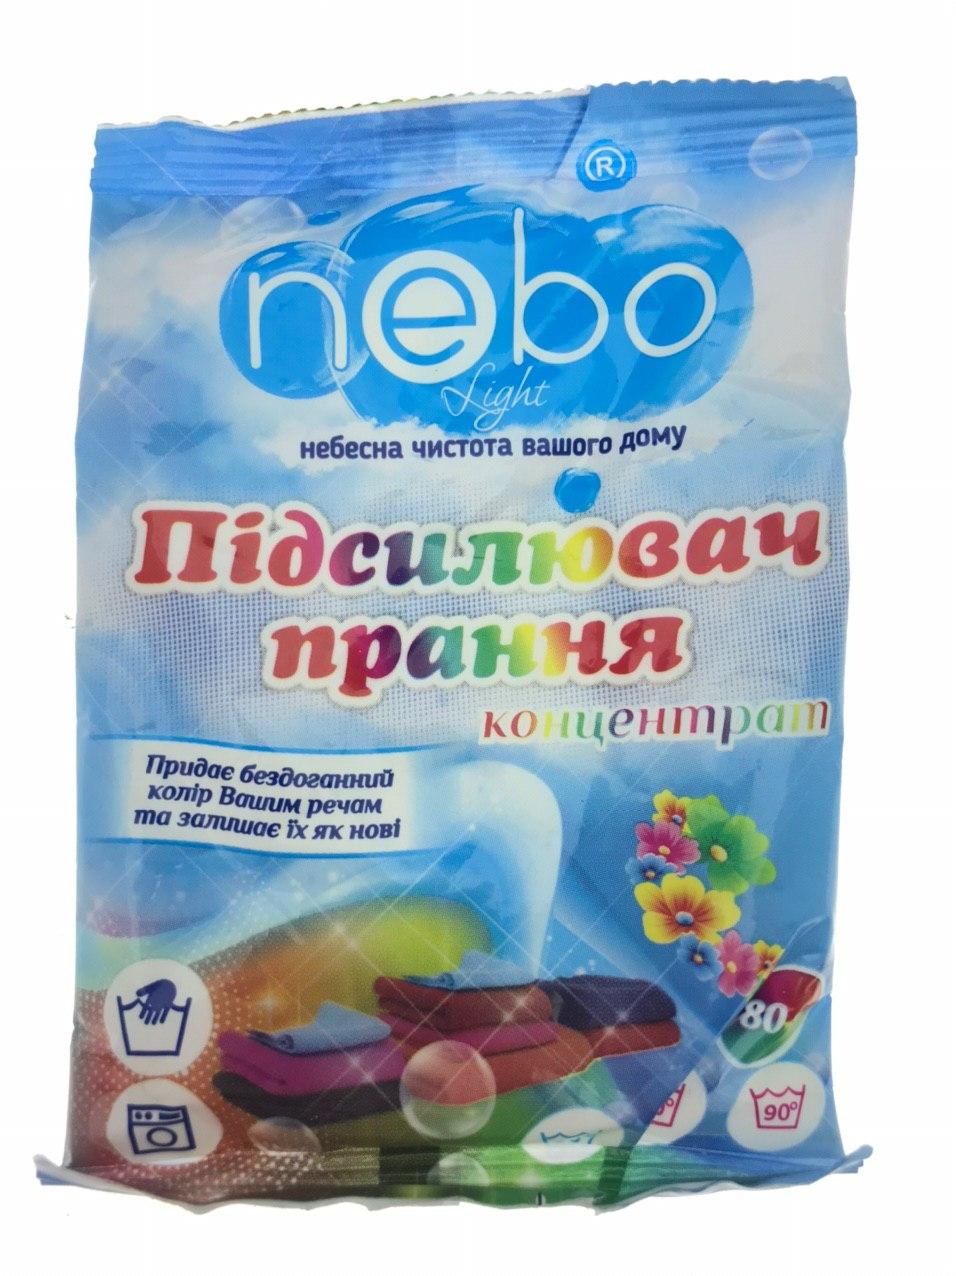 ®
nebo
Light
небесна чистота вашого дому
Підсилювач
прання
концентрат
Придає бездоганний
колір Вашим речам
та залишає їх як нові
80
90°